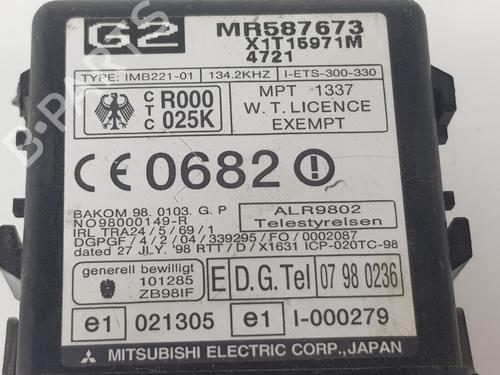 G2
MR587673
X1T15971M
4721
TYPE: IMB221-01 134.2KHZ I-ETS-300-330
CTC R000 025K
MPT 1337
W. T. LICENCE
EXEMPT
CE 0682
BAKOM 98. 0103. G. P
NO98000149-R
IRL TRA24 / 5 / 69 / 1
ALR9802
Telestyrelsen
DGPGF / 4 / 2 / 04 / 339295 / FO / 0002087
dated 27 JLY. '98 RTT / D / X1631 ICP-020TC-98
generell bewilligt
101285
ZB98IF
E D. G. Tel 07 98 0236
e1 021305 e1 I-000279
MITSUBISHI ELECTRIC CORP., JAPAN
B-PARTS